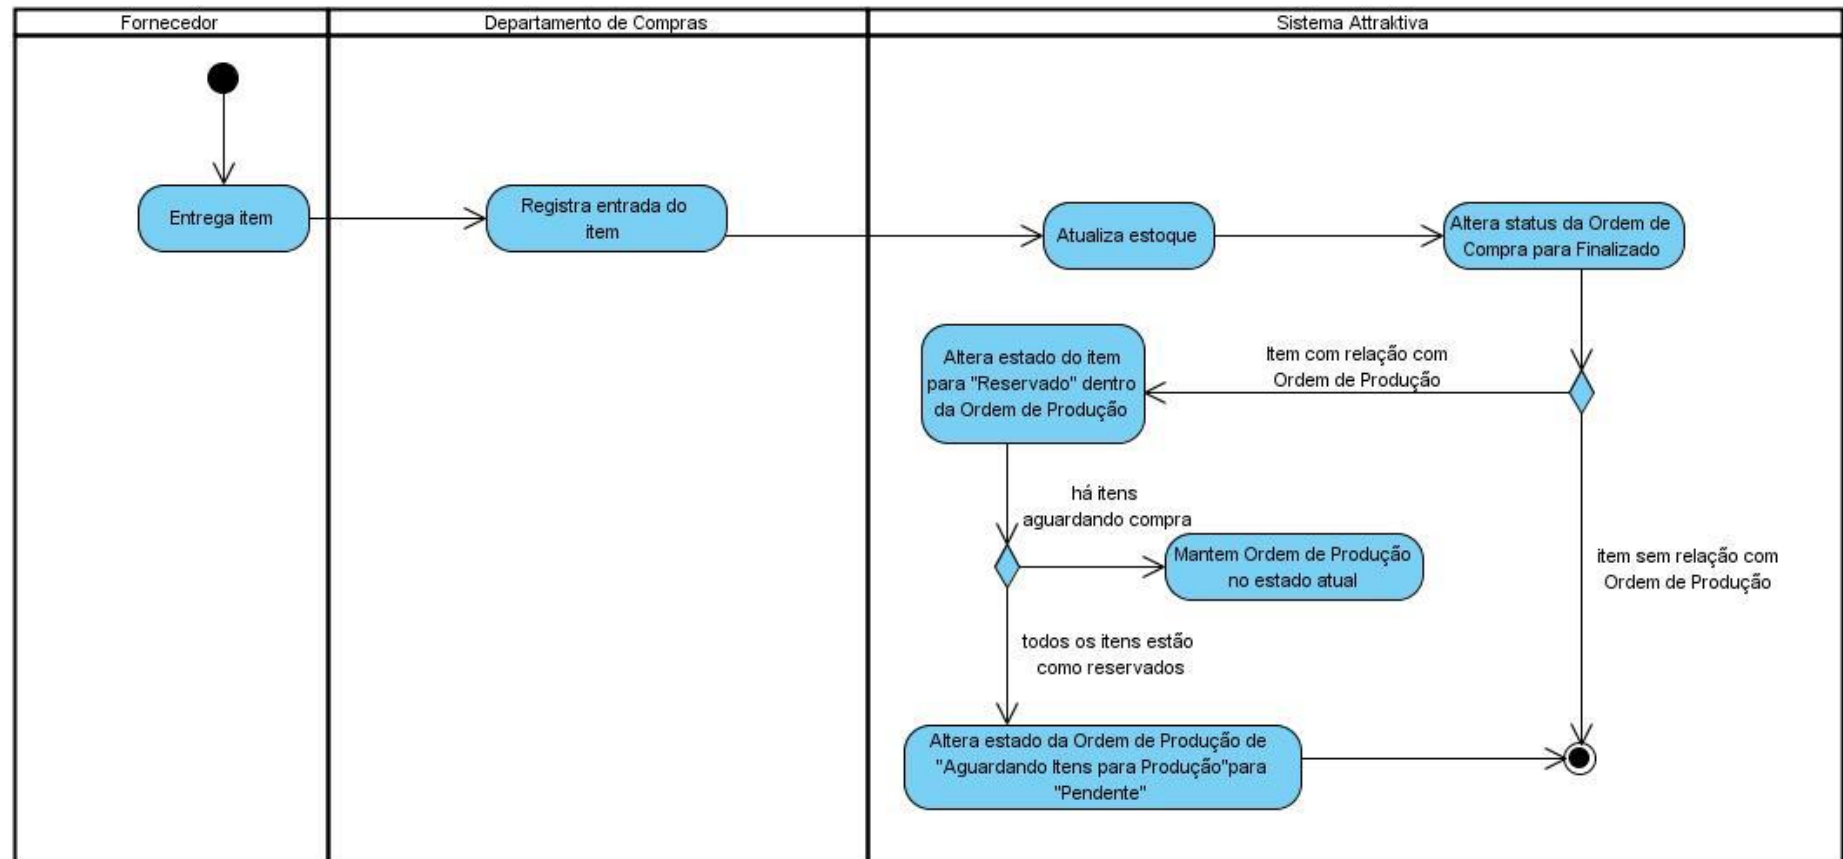 Fornecedor
Departamento de Compras
Sistema Attraktiva
Entrega item
Registra entrada do
item
Atualiza estoque
Altera status da Ordem de
Compra para Finalizado
Altera estado do item
para "Reservado" dentro
da Ordem de Produção
Item com relação com
Ordem de Produção
há itens
aguardando compra
Mantem Ordem de Produção
no estado atual
item sem relação com
Ordem de Produção
todos os itens estão
como reservados
Altera estado da Ordem de Produção de
"Aguardando Itens para Produção"para
"Pendente"